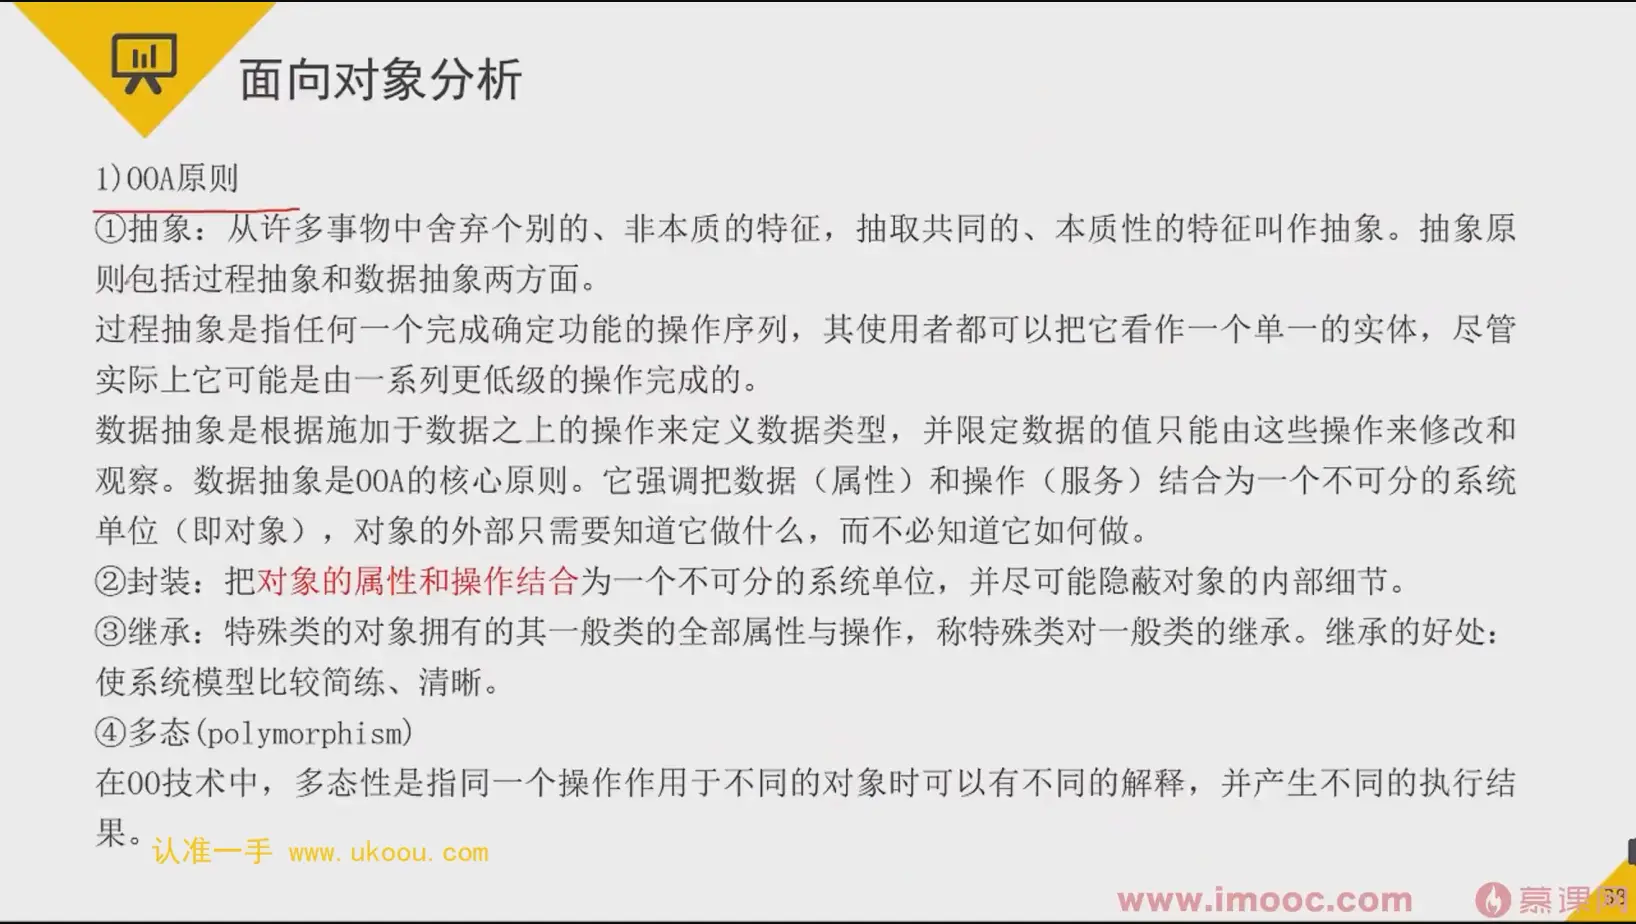 面向对象分析
1)OOA原则
①抽象：从许多事物中舍弃个别的、非本质的特征，抽取共同的、本质性的特征叫作抽象。抽象原
则包括过程抽象和数据抽象两方面。
过程抽象是指任何一个完成确定功能的操作序列，其使用者都可以把它看作一个单一的实体，尽管
实际上它可能是由一系列更低级的操作完成的。
数据抽象是根据施加于数据之上的操作来定义数据类型，并限定数据的值只能由这些操作来修改和
观察。数据抽象是OOA的核心原则。它强调把数据（属性）和操作（服务）结合为一个不可分的系统
单位（即对象），对象的外部只需要知道它做什么，而不必知道它如何做。
②封装：把对象的属性和操作结合为一个不可分的系统单位，并尽可能隐蔽对象的内部细节。
③继承：特殊类的对象拥有的其一般类的全部属性与操作，称特殊类对一般类的继承。继承的好处：
使系统模型比较简练、清晰。
④多态(polymorphism)
在OO技术中，多态性是指同一个操作作用于不同的对象时可以有不同的解释，并产生不同的执行结
果。
认准一手 www.ukoou.com
www.imooc.com 慕课网